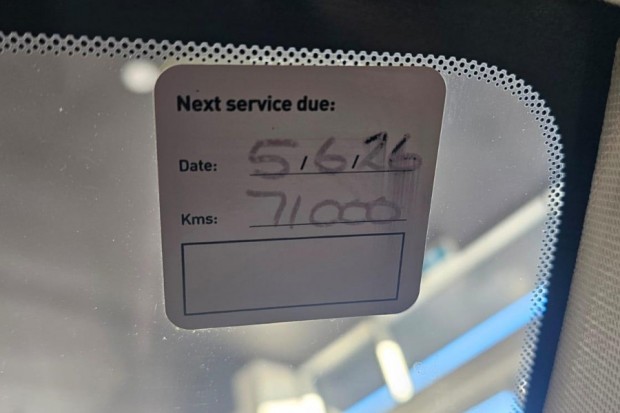 Next service due:
Date: 5/6/26
Kms: 71000